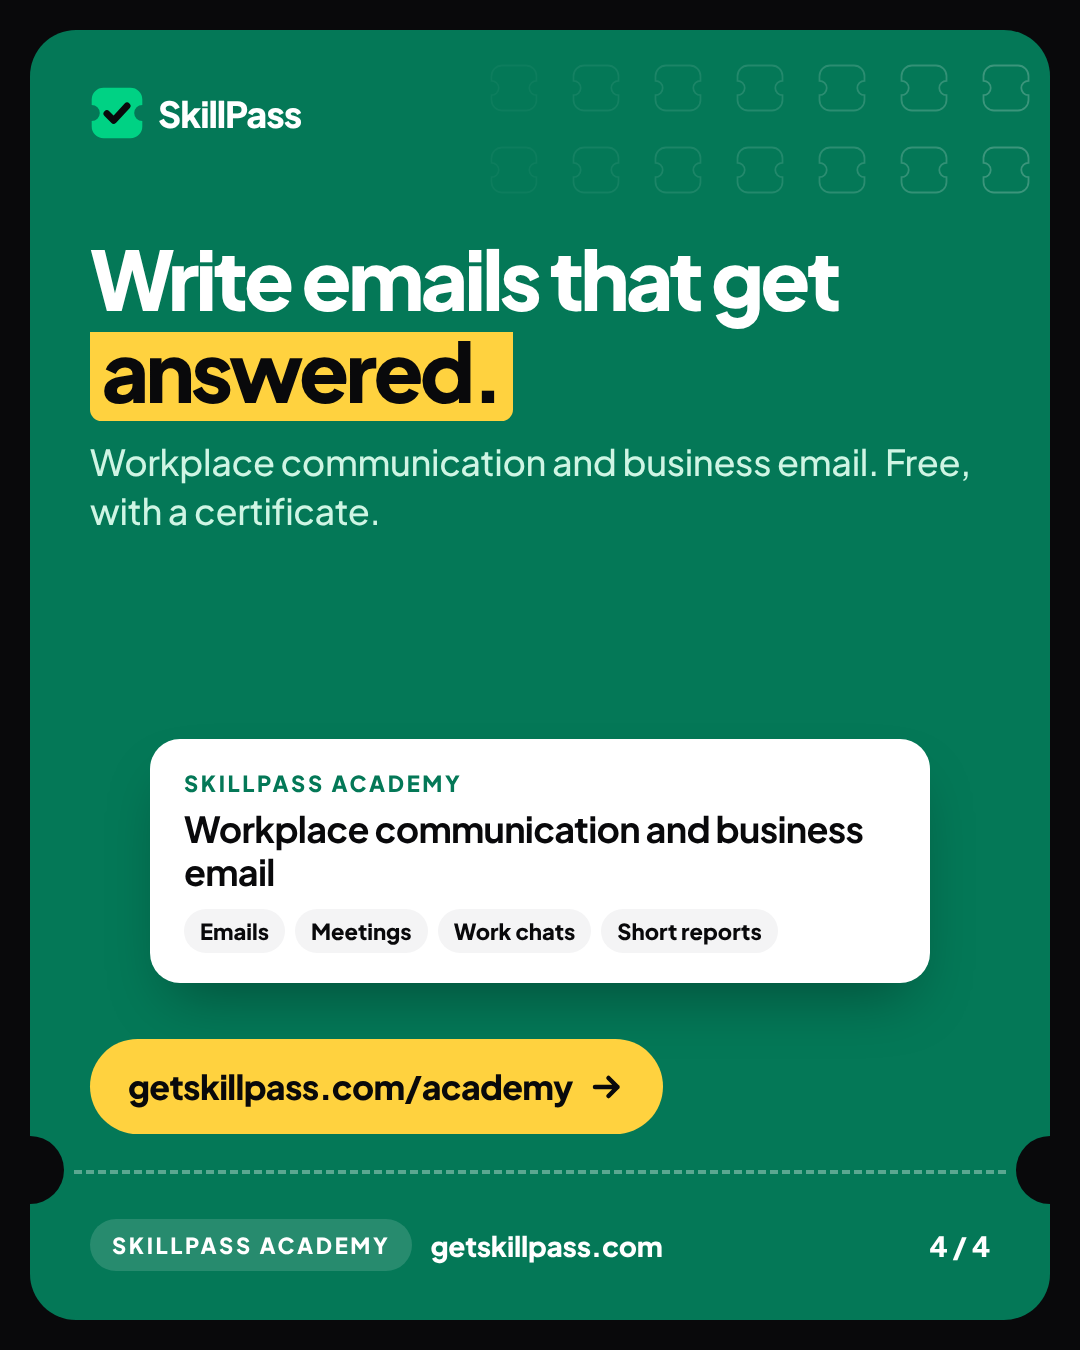 SkillPass
Write emails that get
answered.
Workplace communication and business email. Free,
with a certificate.
SKILLPASS ACADEMY
Workplace communication and business
email
Emails Meetings Work chats Short reports
getskillpass.com/academy →
SKILLPASS ACADEMY getskillpass.com 4 / 4